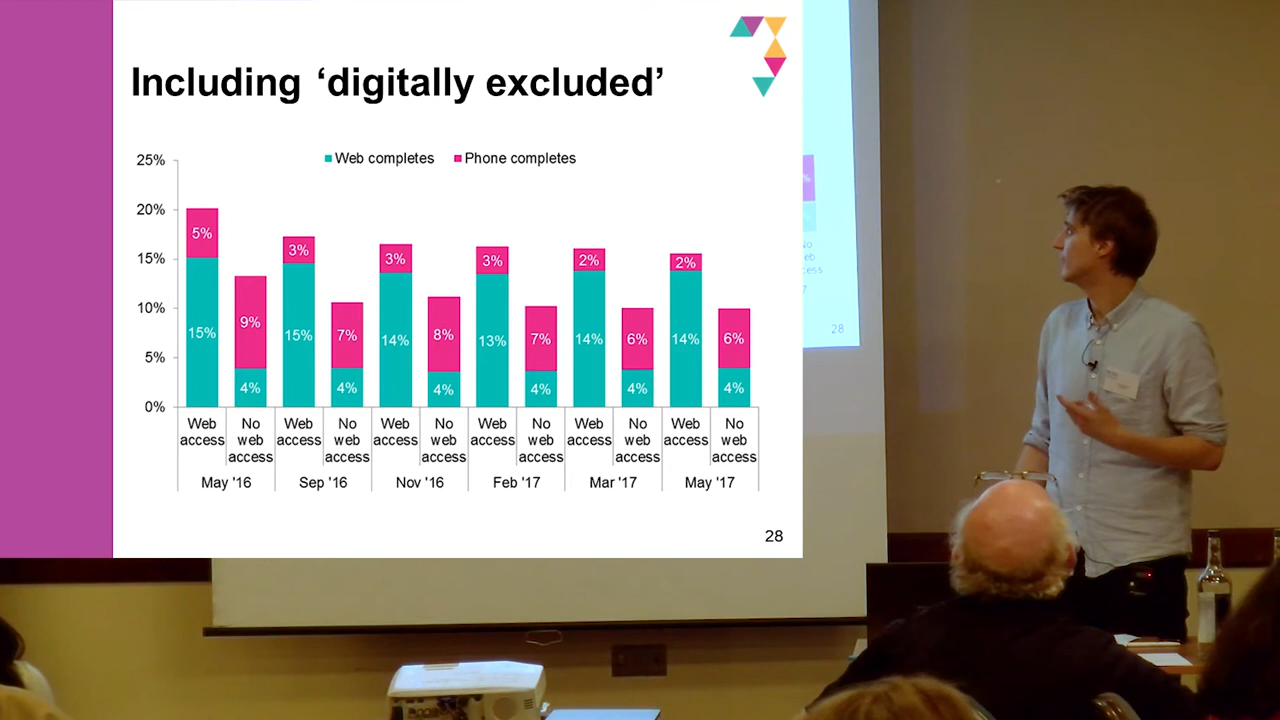 Including ‘digitally excluded’
Web completes Phone completes
25%
20%
15%
10%
5%
0%
5% 3% 3% 3% 2% 2%
9% 7% 8% 7% 6% 6%
15% 15% 14% 13% 14% 14%
4% 4% 4% 4% 4% 4%
Web access No web access Web access No web access Web access No web access Web access No web access Web access No web access Web access No web access
May '16 Sep '16 Nov '16 Feb '17 Mar '17 May '17
28
%
7
28